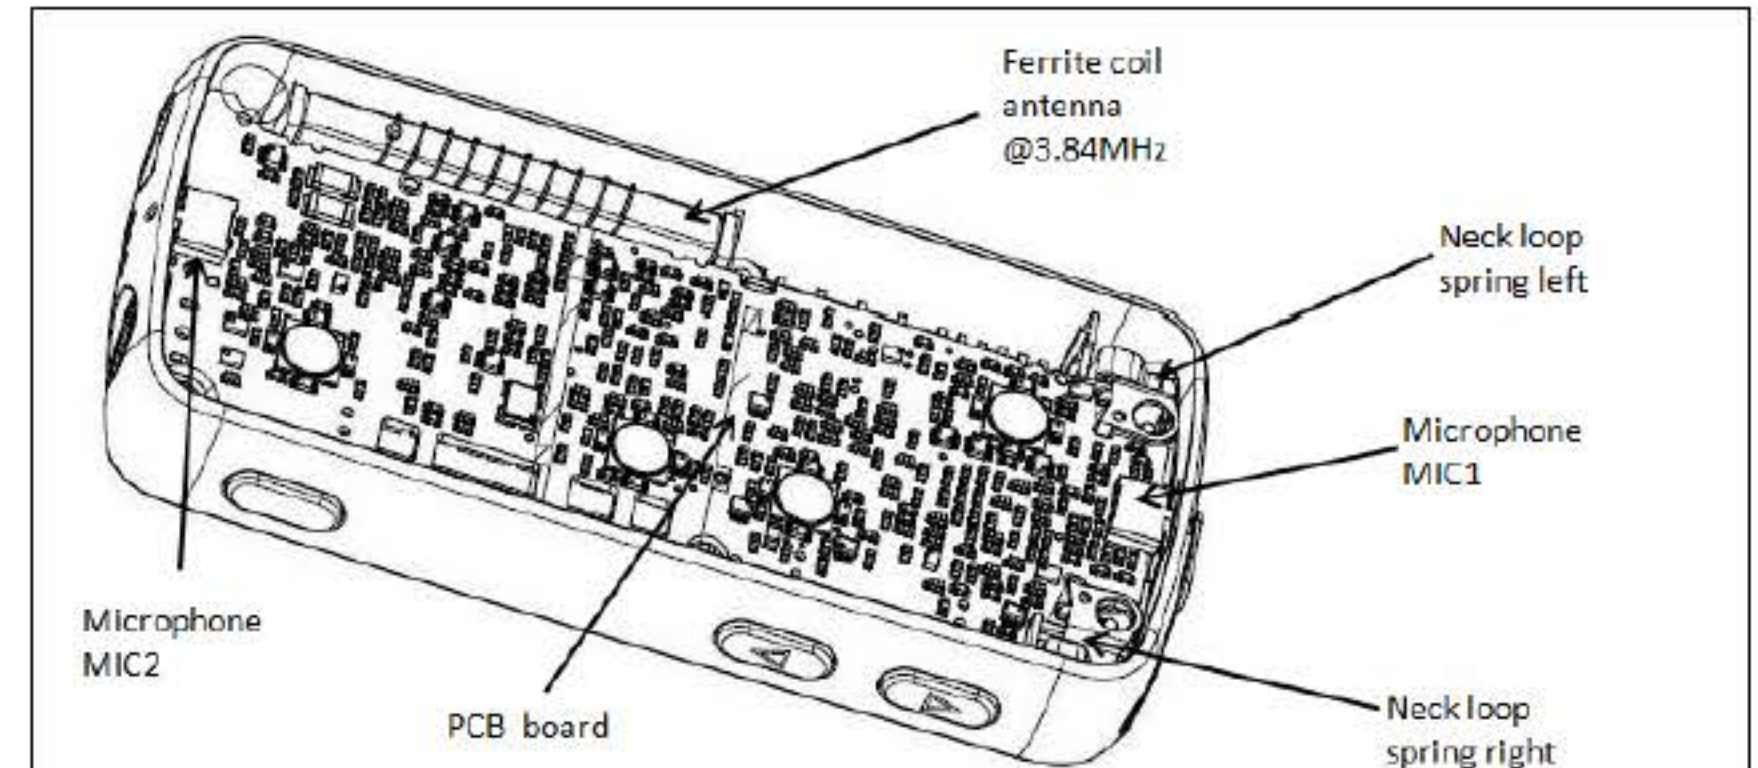 Ferrite coil
antenna
@3.84MHz
Neck loop
spring left
Microphone
MIC1
Microphone
MIC2
PCB board
Neck loop
spring right